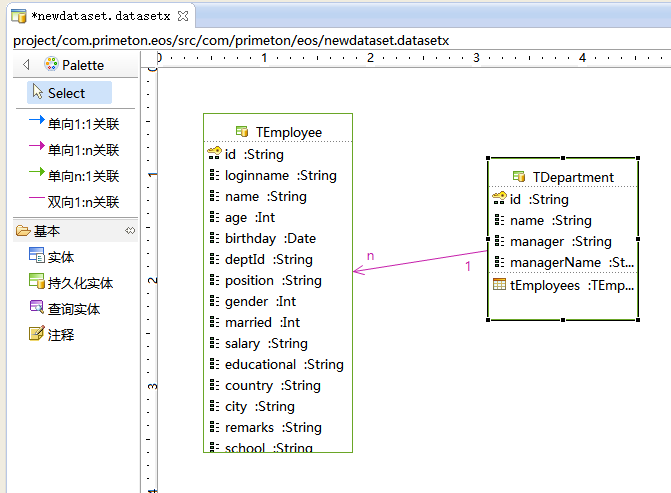 *newdataset.datasetx
project/com.primeton.eos/src/com/primeton/eos/newdataset.datasetx
Palette
Select
单向1:1关联
单向1:n关联
单向n:1关联
双向1:n关联
基本
实体
持久化实体
查询实体
注释
0 1 2 3 4
0
1
2
3
TEmployee
id :String
loginname :String
name :String
age :Int
birthday :Date
deptId :String
position :String
gender :Int
married :Int
salary :String
educational :String
country :String
city :String
remarks :String
school :String
n
1
TDepartment
id :String
name :String
manager :String
managerName :St...
tEmployees :TEmp...